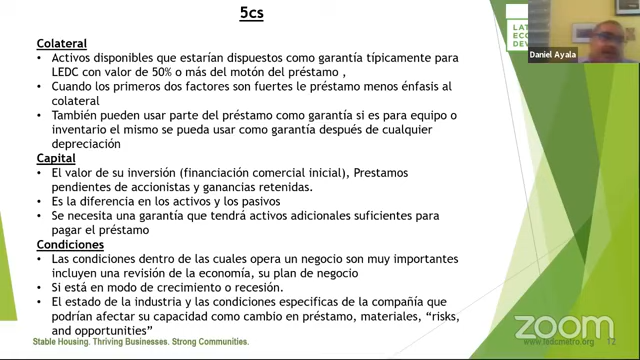 5cs
LAT
ECO
DEV
Daniel Ayala
Colateral
• Activos disponibles que estarían dispuestos como garantía típicamente para
LEDC con valor de 50% o más del motón del préstamo ,
• Cuando los primeros dos factores son fuertes le préstamo menos énfasis al
colateral
• También pueden usar parte del préstamo como garantía si es para equipo o
inventario el mismo se pueda usar como garantía después de cualquier
depreciación
Capital
• El valor de su inversión (financiación comercial inicial), Prestamos
pendientes de accionistas y ganancias retenidas.
• Es la diferencia en los activos y los pasivos
• Se necesita una garantía que tendrá activos adicionales suficientes para
pagar el préstamo
Condiciones
• Las condiciones dentro de las cuales opera un negocio son muy importantes
incluyen una revisión de la economía, su plan de negocio
• Si está en modo de crecimiento o recesión.
• El estado de la industria y las condiciones especificas de la compañía que
podrían afectar su capacidad como cambio en préstamo, materiales, “risks,
and opportunities”
zoom
Stable Housing. Thriving Businesses. Strong Communities.
www.ledcmetro.org
12